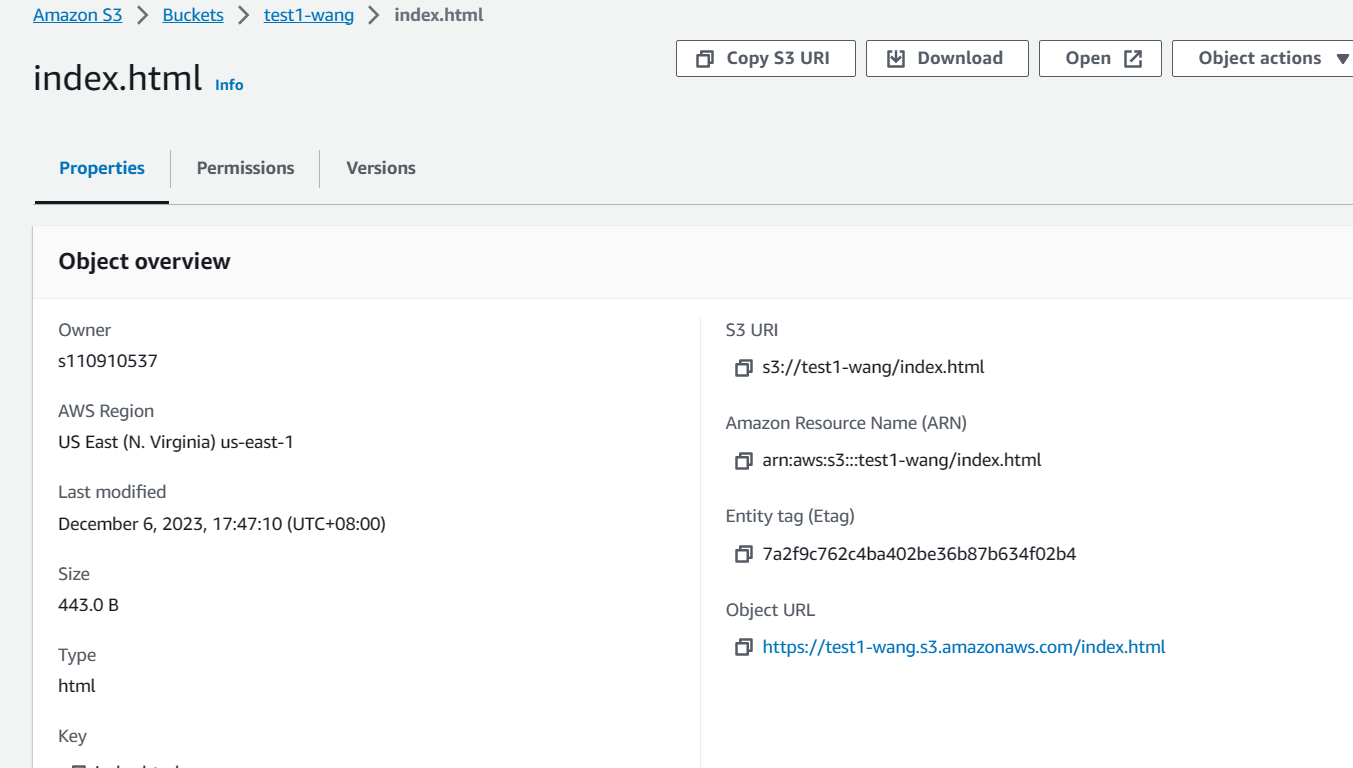 Amazon S3 > Buckets > test1-wang > index.html
index.html Info
Copy S3 URI Download Open Object actions
Properties Permissions Versions
Object overview
Owner
s110910537
AWS Region
US East (N. Virginia) us-east-1
Last modified
December 6, 2023, 17:47:10 (UTC+08:00)
Size
443.0 B
Type
html
Key
S3 URI
s3://test1-wang/index.html
Amazon Resource Name (ARN)
arn:aws:s3:::test1-wang/index.html
Entity tag (Etag)
7a2f9c762c4ba402be36b87b634f02b4
Object URL
https://test1-wang.s3.amazonaws.com/index.html